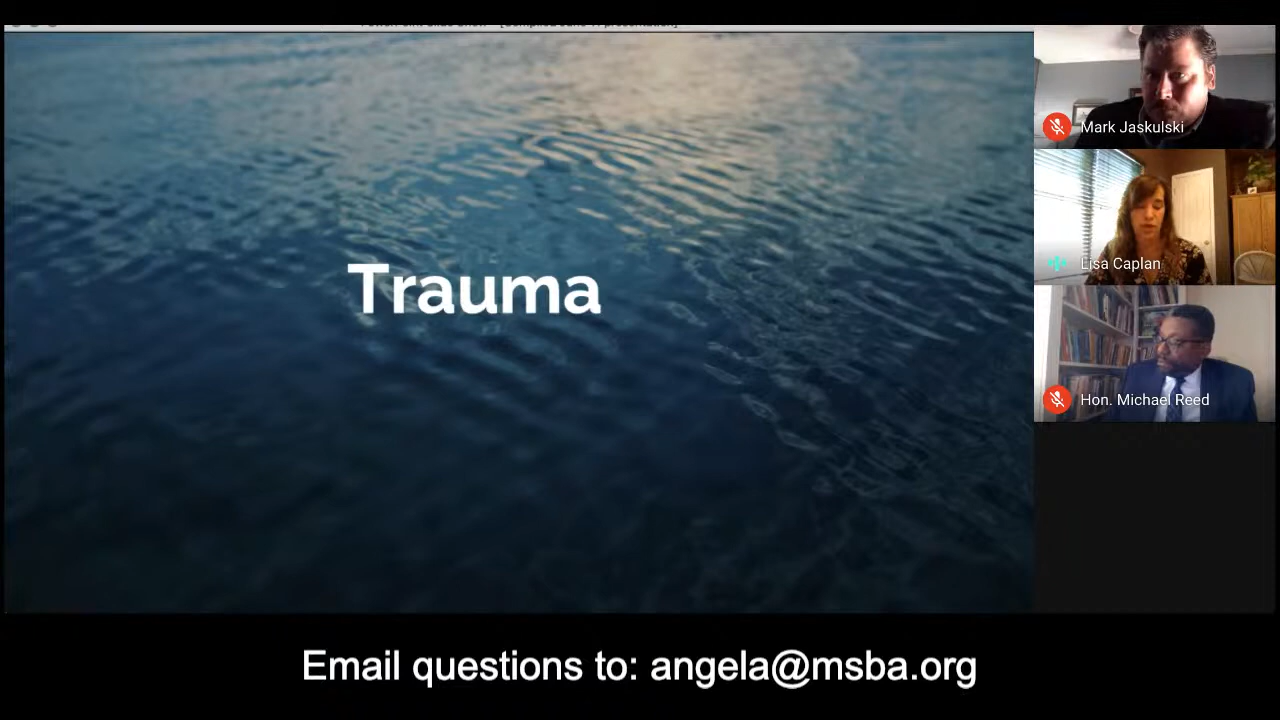 Trauma
Mark Jaskulski
Lisa Caplan
Hon. Michael Reed
Email questions to: angela@msba.org